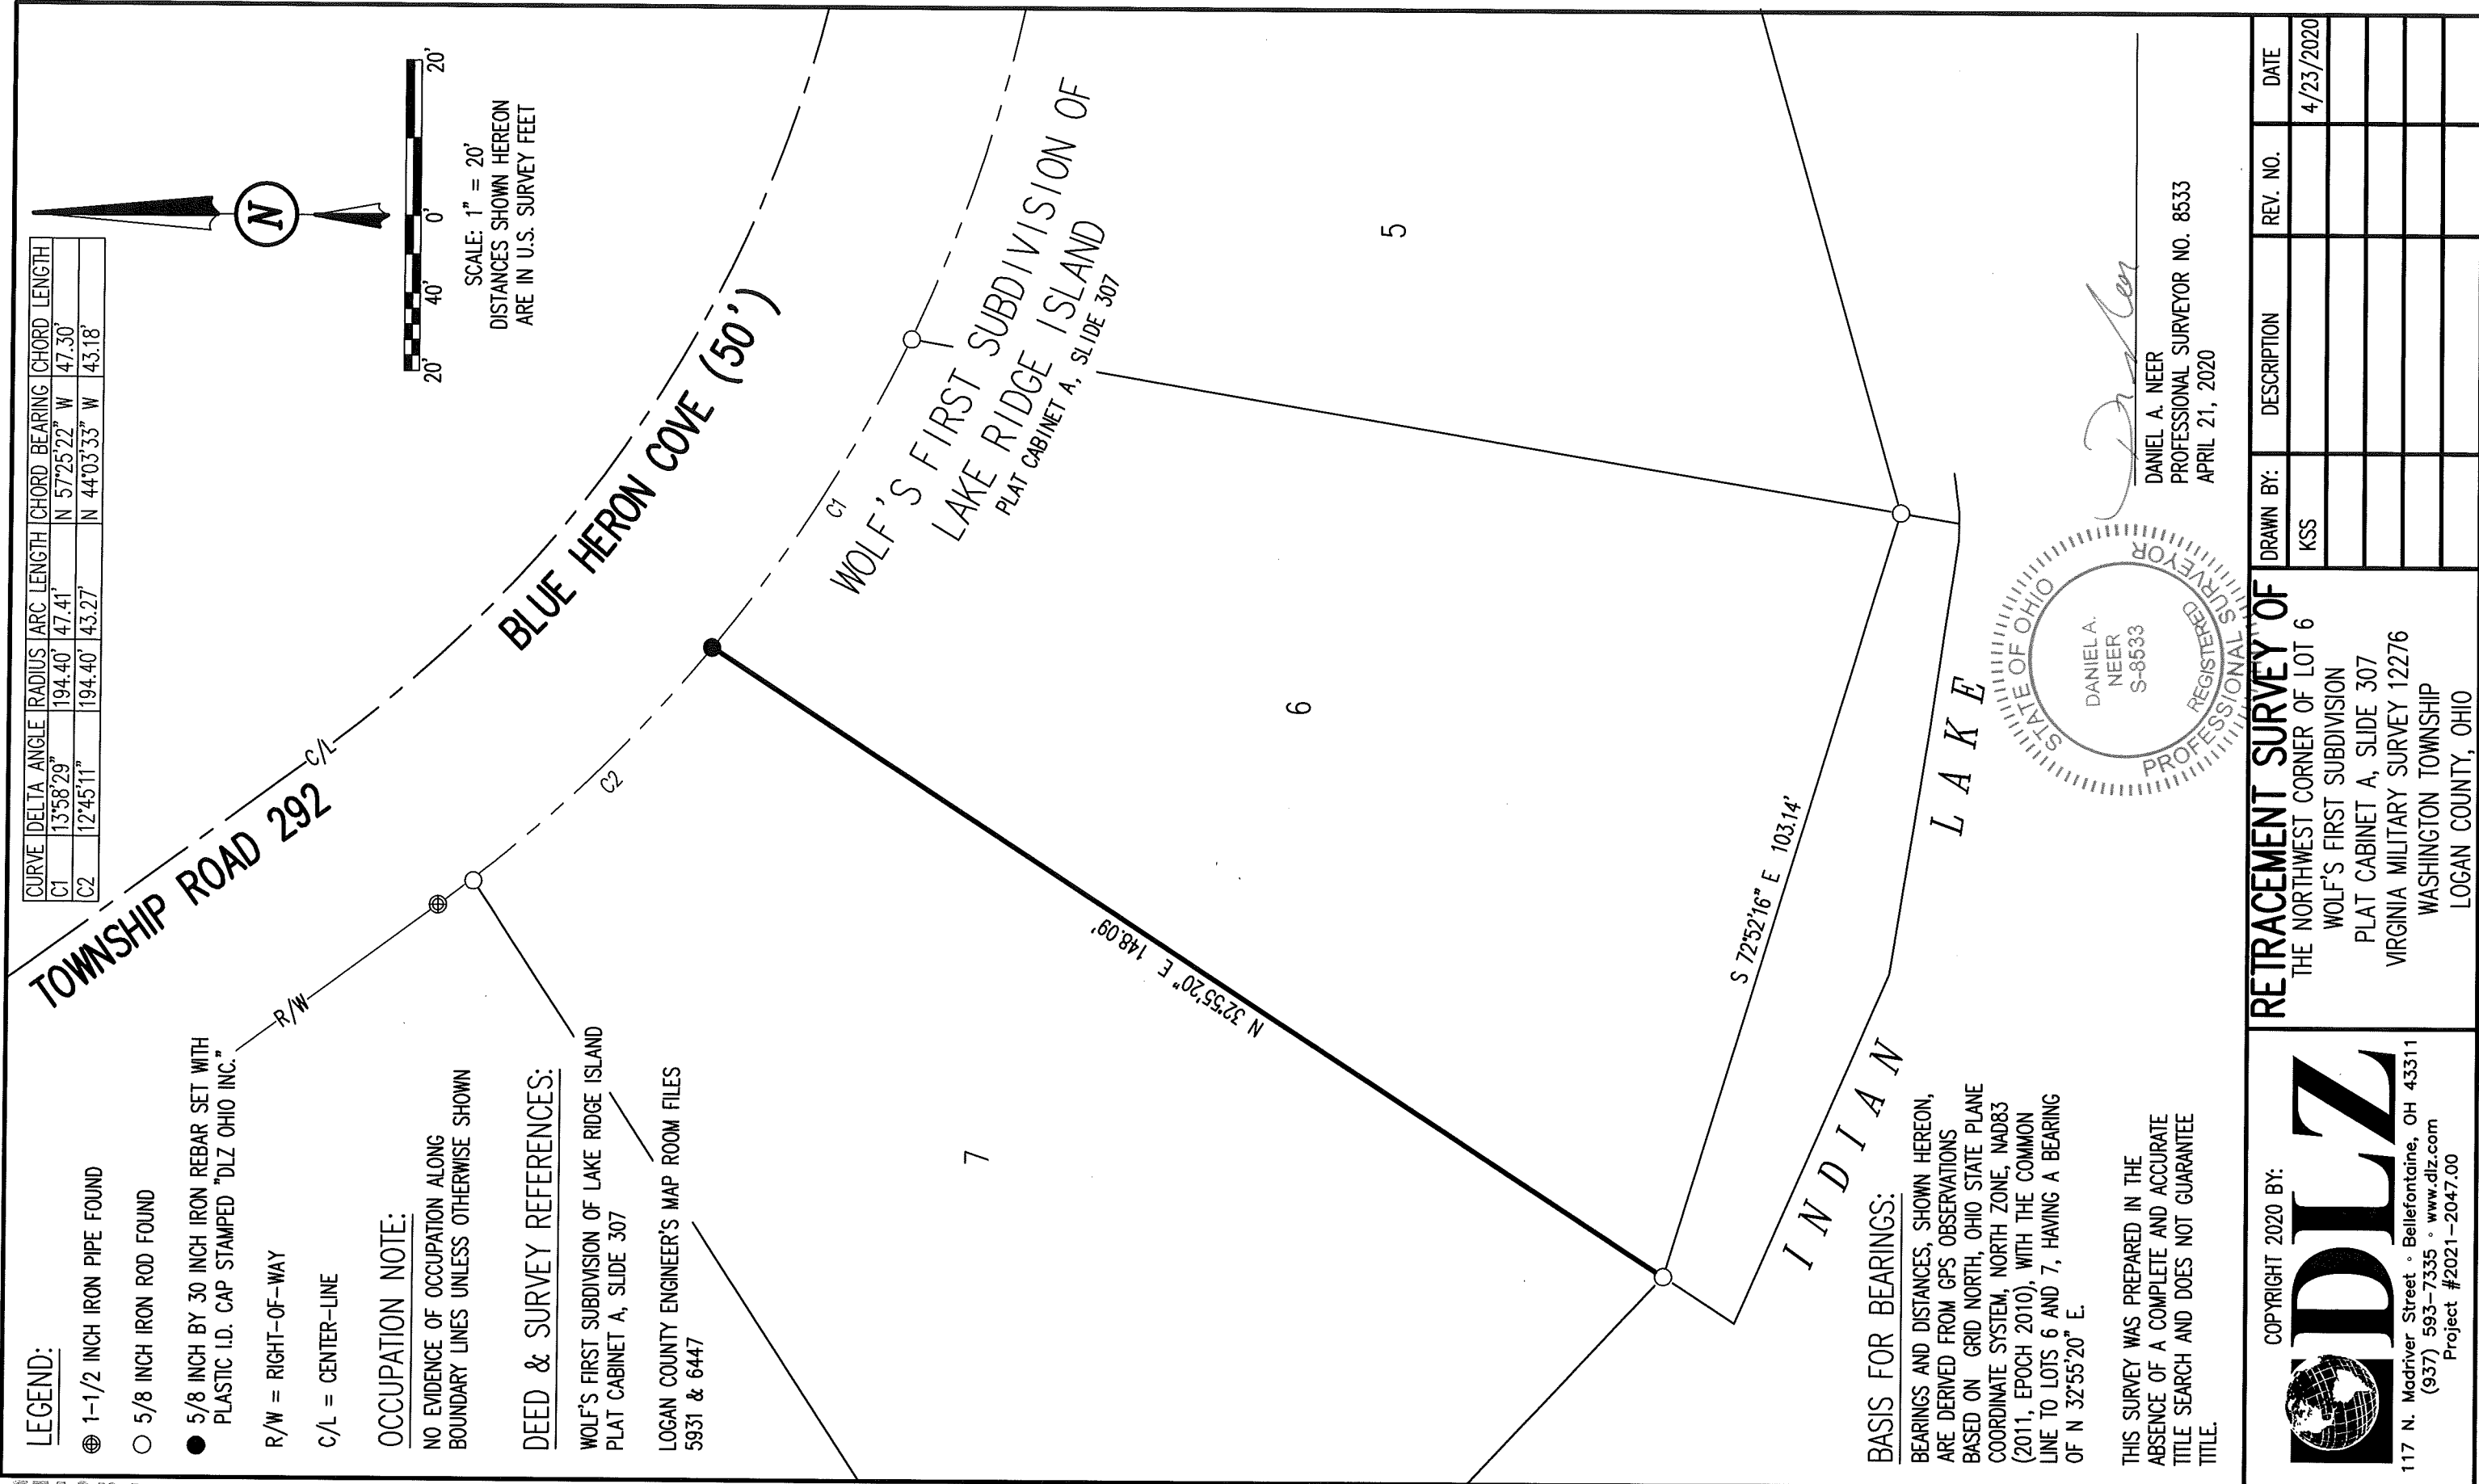 LEGEND:
⊕ 1-1/2 INCH IRON PIPE FOUND
○ 5/8 INCH IRON ROD FOUND
● 5/8 INCH BY 30 INCH IRON REBAR SET WITH
PLASTIC I.D. CAP STAMPED "DLZ OHIO INC."
R/W = RIGHT-OF-WAY
C/L = CENTER-LINE
OCCUPATION NOTE:
NO EVIDENCE OF OCCUPATION ALONG
BOUNDARY LINES UNLESS OTHERWISE SHOWN
DEED & SURVEY REFERENCES:
WOLF'S FIRST SUBDIVISION OF LAKE RIDGE ISLAND
PLAT CABINET A, SLIDE 307
LOGAN COUNTY ENGINEER'S MAP ROOM FILES
5931 & 6447
CURVE DELTA ANGLE RADIUS ARC LENGTH CHORD BEARING CHORD LENGTH
C1 13°58'29" 194.40' 47.41' N 57°25'22" W 47.30'
C2 12°45'11" 194.40' 43.27' N 44°03'33" W 43.18'
N
20' 40' 0' 20'
SCALE: 1" = 20'
DISTANCES SHOWN HEREON
ARE IN U.S. SURVEY FEET
TOWNSHIP ROAD 292
C/L
R/W
BLUE HERON COVE (50')
C2
C1
WOLF'S FIRST SUBDIVISION OF
LAKE RIDGE ISLAND
PLAT CABINET A, SLIDE 307
7
6
5
N 32°55'20" E 148.09'
S 72°52'16" E 103.14'
INDIAN LAKE
BASIS FOR BEARINGS:
BEARINGS AND DISTANCES, SHOWN HEREON,
ARE DERIVED FROM GPS OBSERVATIONS
BASED ON GRID NORTH, OHIO STATE PLANE
COORDINATE SYSTEM, NORTH ZONE, NAD83
(2011, EPOCH 2010), WITH THE COMMON
LINE TO LOTS 6 AND 7, HAVING A BEARING
OF N 32°55'20" E.
THIS SURVEY WAS PREPARED IN THE
ABSENCE OF A COMPLETE AND ACCURATE
TITLE SEARCH AND DOES NOT GUARANTEE
TITLE.
STATE OF OHIO
DANIEL A.
NEER
S-8533
REGISTERED
PROFESSIONAL SURVEYOR
DANIEL A. NEER
PROFESSIONAL SURVEYOR NO. 8533
APRIL 21, 2020
COPYRIGHT 2020 BY:
DLZ
117 N. Madriver Street ∘ Bellefontaine, OH 43311
(937) 593-7335 ∘ www.dlz.com
Project #2021-2047.00
RETRACEMENT SURVEY OF
THE NORTHWEST CORNER OF LOT 6
WOLF'S FIRST SUBDIVISION
PLAT CABINET A, SLIDE 307
VIRGINIA MILITARY SURVEY 12276
WASHINGTON TOWNSHIP
LOGAN COUNTY, OHIO
DRAWN BY: DESCRIPTION REV. NO. DATE
KSS 4/23/2020